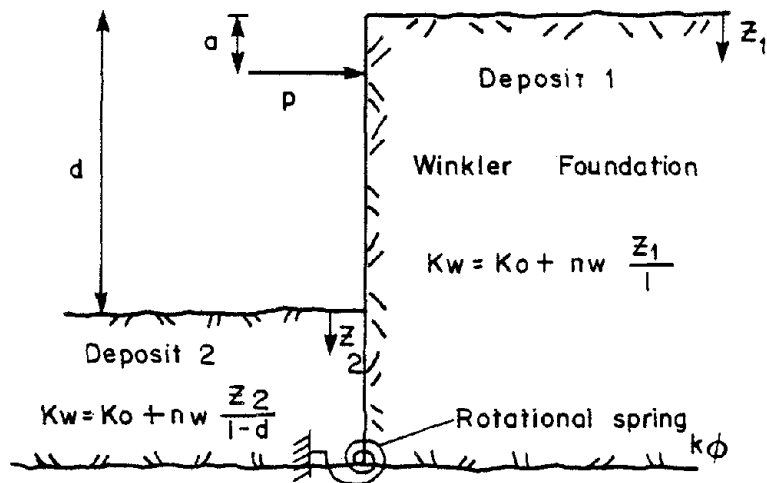 a
Z1
Deposit 1
P
d
Winkler Foundation
Kw = Ko + nw Z1/l
Z2
Deposit 2
Kw = Ko + nw Z2/l-d
Rotational spring
kϕ